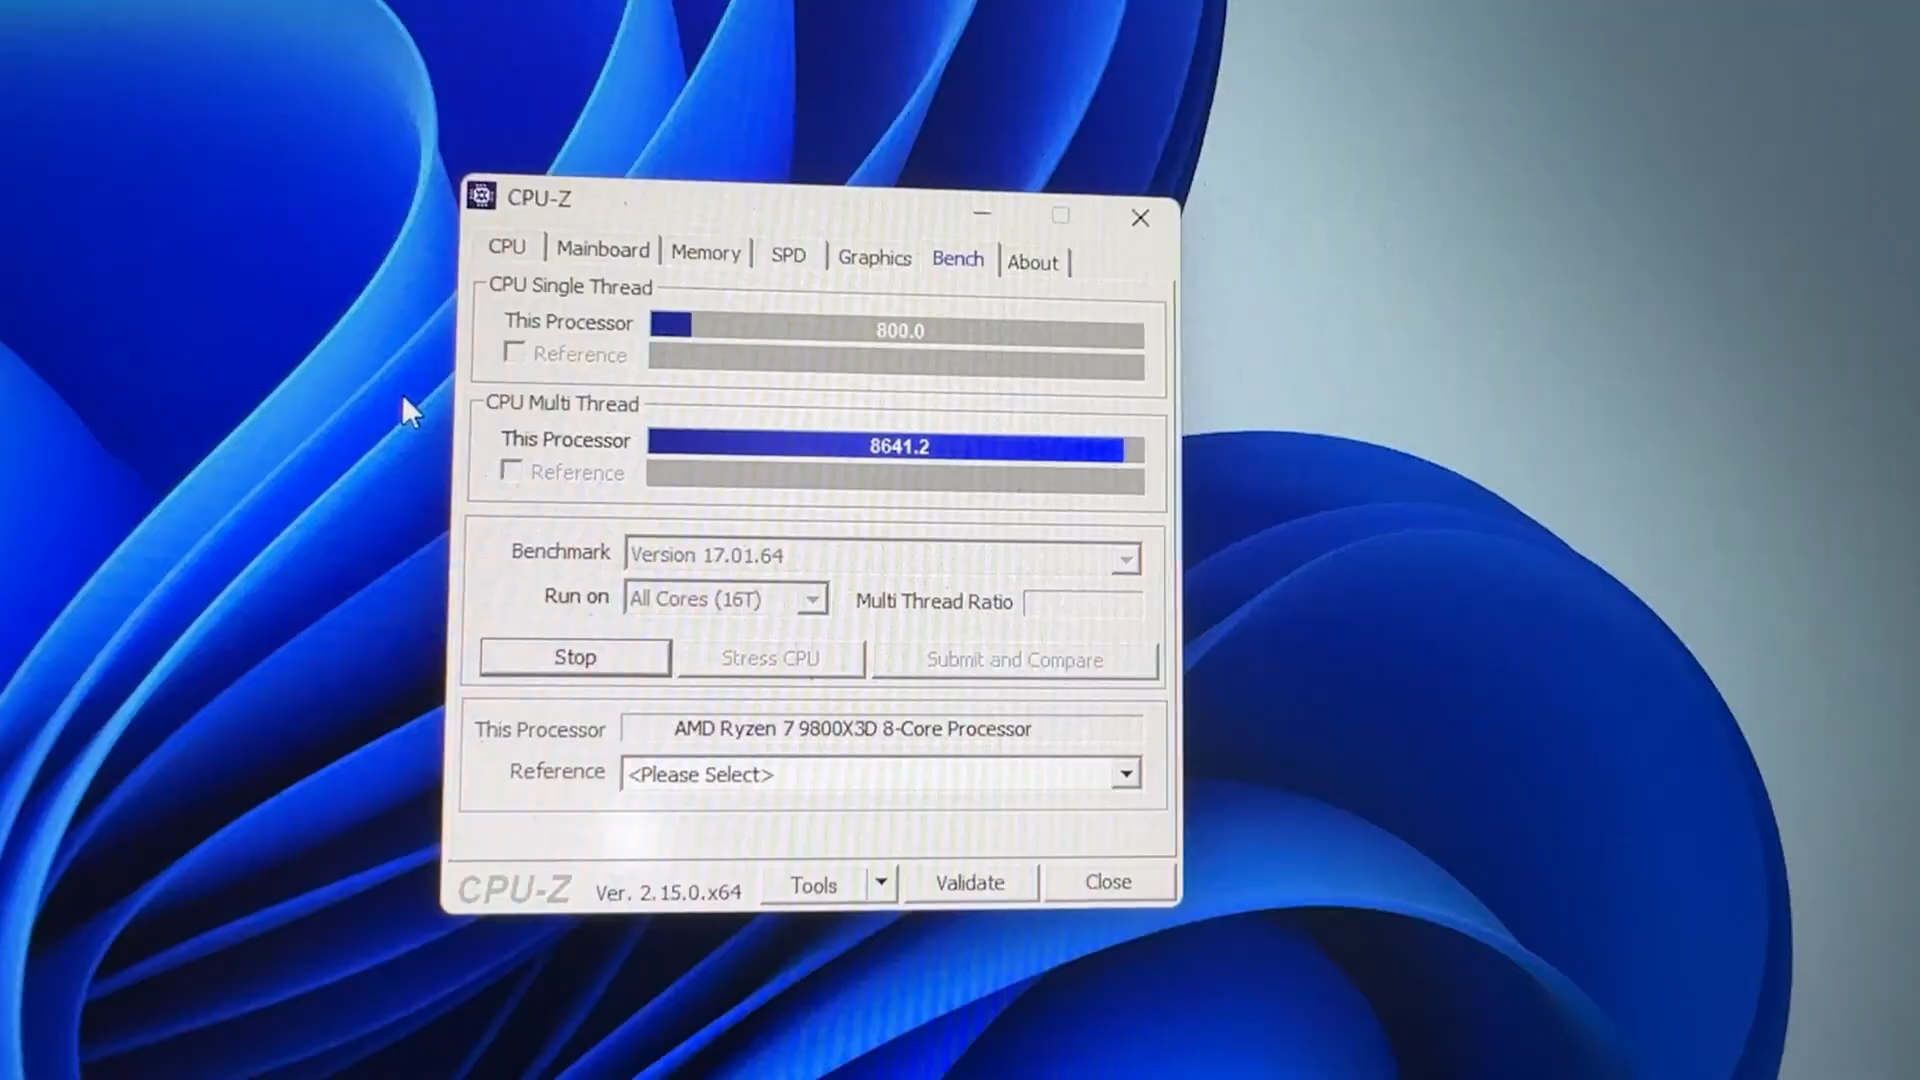 CPU-Z
CPU Mainboard Memory SPD Graphics Bench About
CPU Single Thread
This Processor 800.0
Reference
CPU Multi Thread
This Processor 8641.2
Reference
Benchmark Version 17.01.64
Run on All Cores (16T) Multi Thread Ratio
Stop Stress CPU Submit and Compare
This Processor AMD Ryzen 7 9800X3D 8-Core Processor
Reference <Please Select>
CPU-Z Ver. 2.15.0.x64 Tools Validate Close